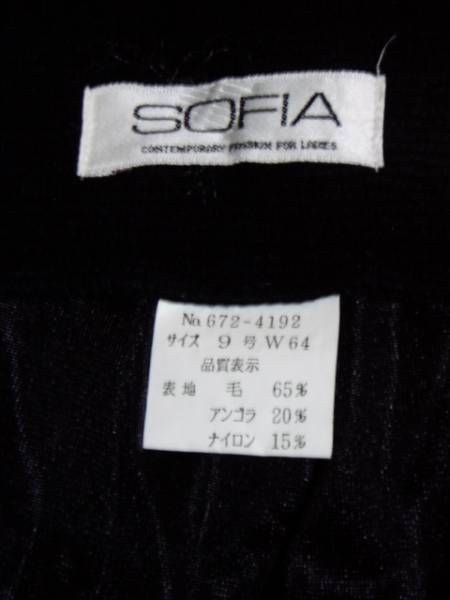 SOFIA
CONTEMPORARY FASHION FOR LADIES
No.672-4192
サイズ 9号 W64
品質表示
表地 毛 65%
アンゴラ 20%
ナイロン 15%